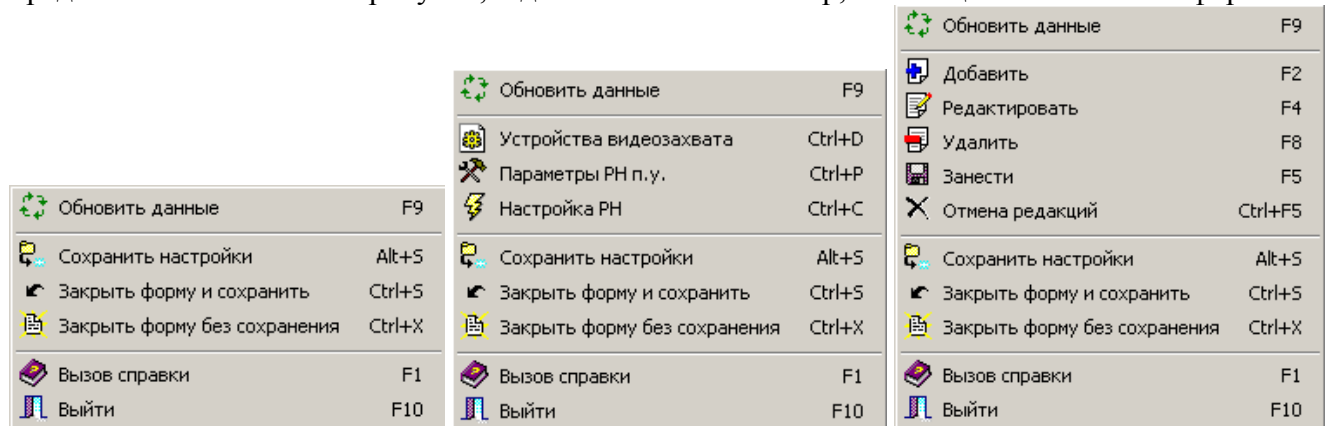 Обновить данные F9
Сохранить настройки Alt+S
Закрыть форму и сохранить Ctrl+S
Закрыть форму без сохранения Ctrl+X
Вызов справки F1
Выйти F10
Обновить данные F9
Устройства видеозахвата Ctrl+D
Параметры РН п.у. Ctrl+P
Настройка РН Ctrl+C
Сохранить настройки Alt+S
Закрыть форму и сохранить Ctrl+S
Закрыть форму без сохранения Ctrl+X
Вызов справки F1
Выйти F10
Обновить данные F9
Добавить F2
Редактировать F4
Удалить F8
Занести F5
Отмена редакций Ctrl+F5
Сохранить настройки Alt+S
Закрыть форму и сохранить Ctrl+S
Закрыть форму без сохранения Ctrl+X
Вызов справки F1
Выйти F10